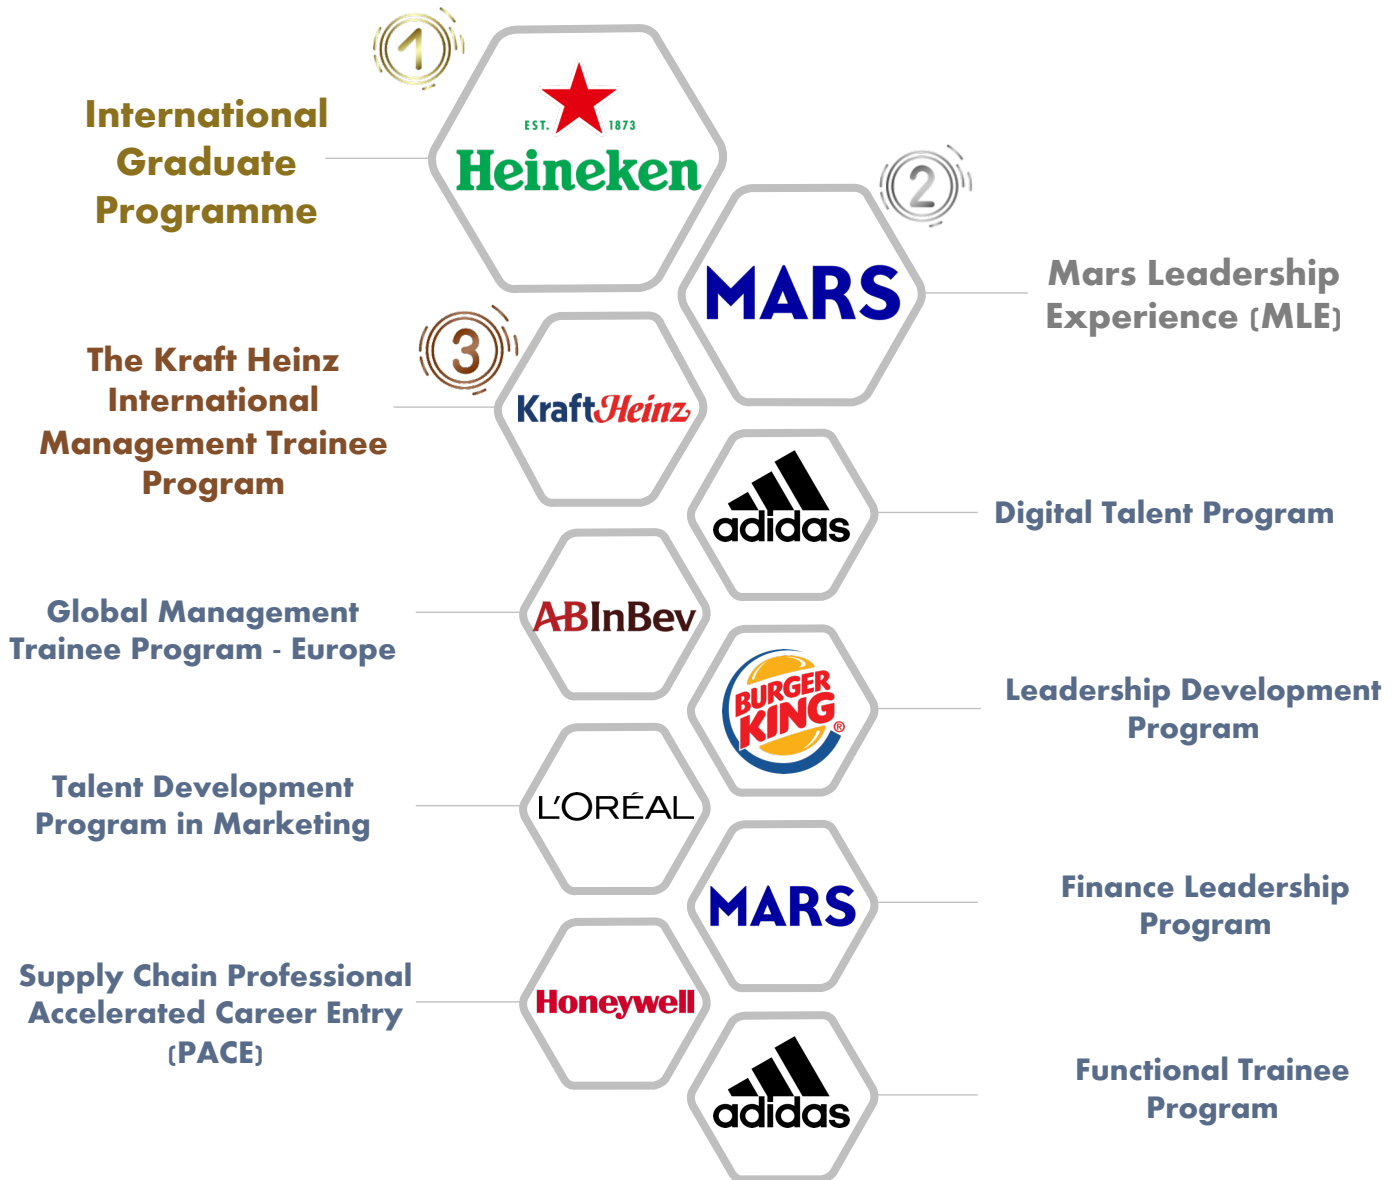 1
International
Graduate
Programme
EST. 1873
Heineken
2
MARS
Mars Leadership
Experience (MLE)
3
The Kraft Heinz
International
Management Trainee
Program
KraftHeinz
adidas
Digital Talent Program
Global Management
Trainee Program - Europe
ABInBev
BURGER
KING®
Leadership Development
Program
Talent Development
Program in Marketing
L'ORÉAL
MARS
Finance Leadership
Program
Supply Chain Professional
Accelerated Career Entry
(PACE)
Honeywell
adidas
Functional Trainee
Program